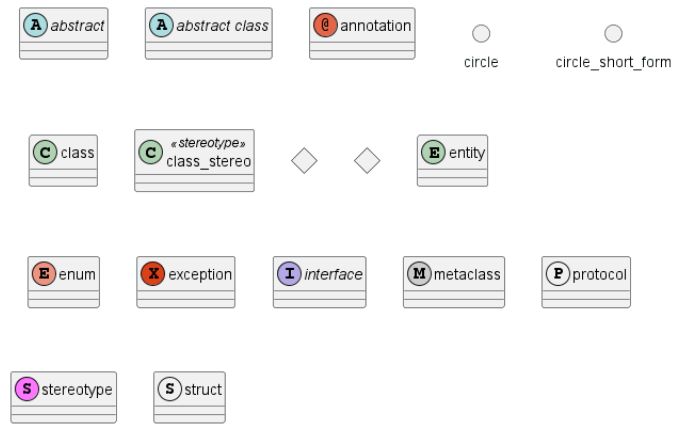 A abstract
A abstract class
@ annotation
circle
circle_short_form
C class
C «stereotype»
class_stereo
E entity
E enum
X exception
I interface
M metaclass
P protocol
S stereotype
S struct